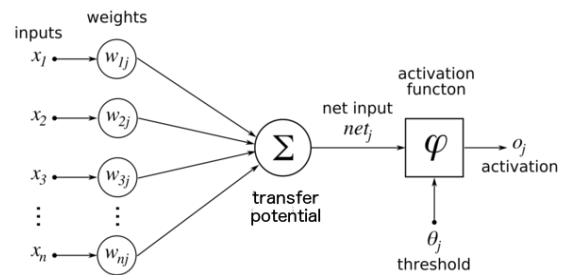 inputs
weights
x1
w1j
x2
w2j
x3
w3j
⋮
⋮
xn
wnj
Σ
transfer
potential
net input
netj
activation
functon
φ
oj
activation
θj
threshold